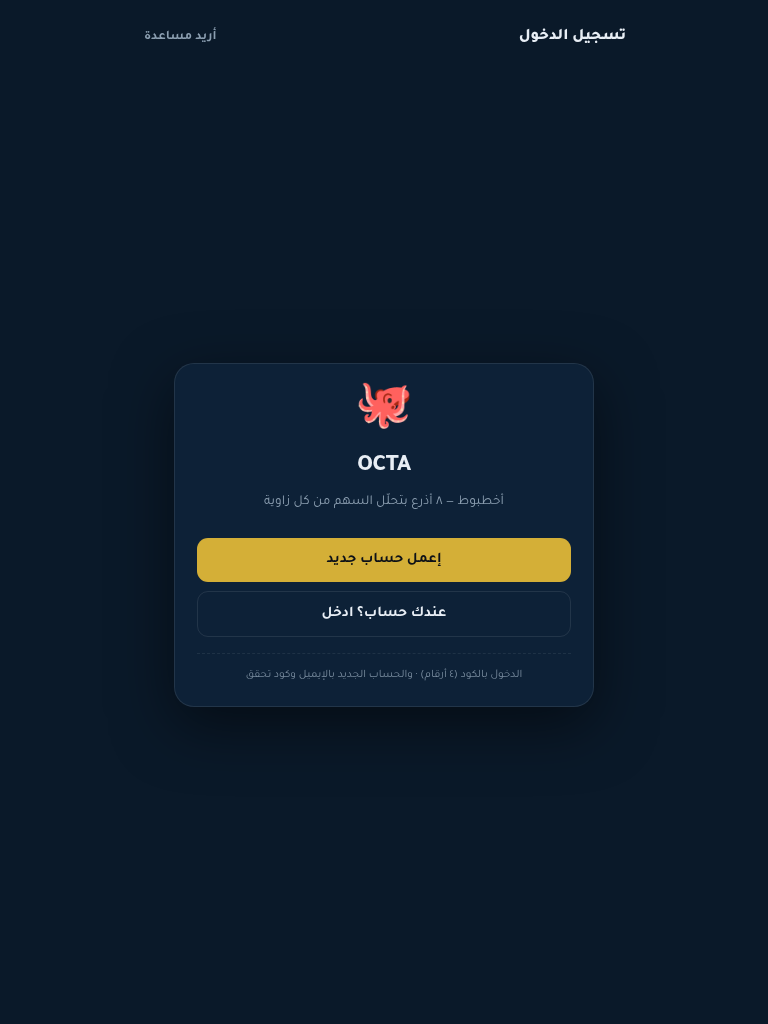 تسجيل الدخول
أريد مساعدة
OCTA
أخطبوط — ٨ أذرع بتحلّل السهم من كل زاوية
إعمل حساب جديد
عندك حساب؟ ادخل
الدخول بالكود (٤ أرقام) · والحساب الجديد بالإيميل وكود تحقق